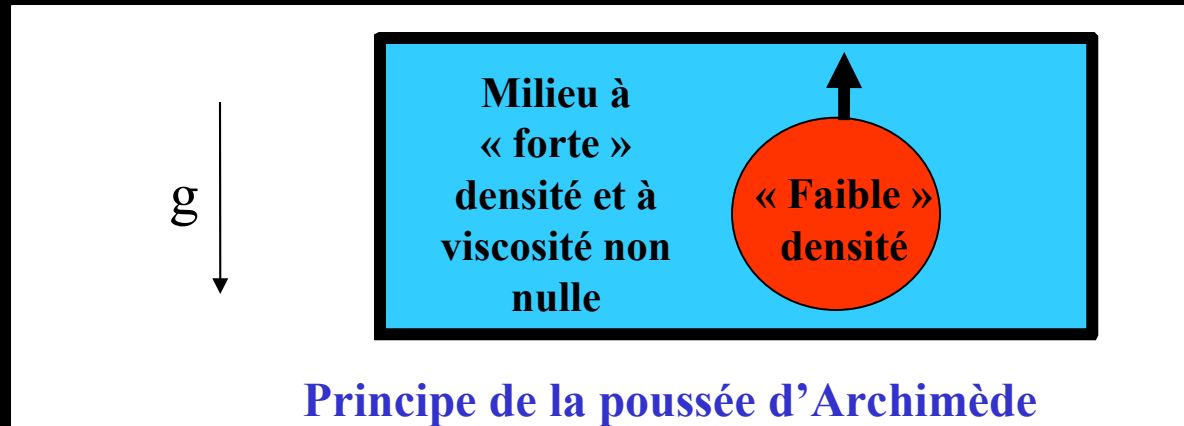 g
Milieu à
« forte »
densité et à
viscosité non
nulle
« Faible »
densité
Principe de la poussée d’Archimède